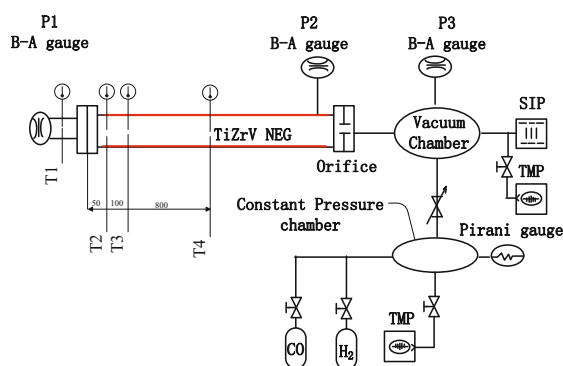 P1
B-A gauge
P2
B-A gauge
P3
B-A gauge
SIP
Vacuum
Chamber
TiZrV NEG
Orifice
TMP
T1
50
100
800
T2
T3
T4
Constant Pressure
chamber
Pirani gauge
TMP
CO
H₂